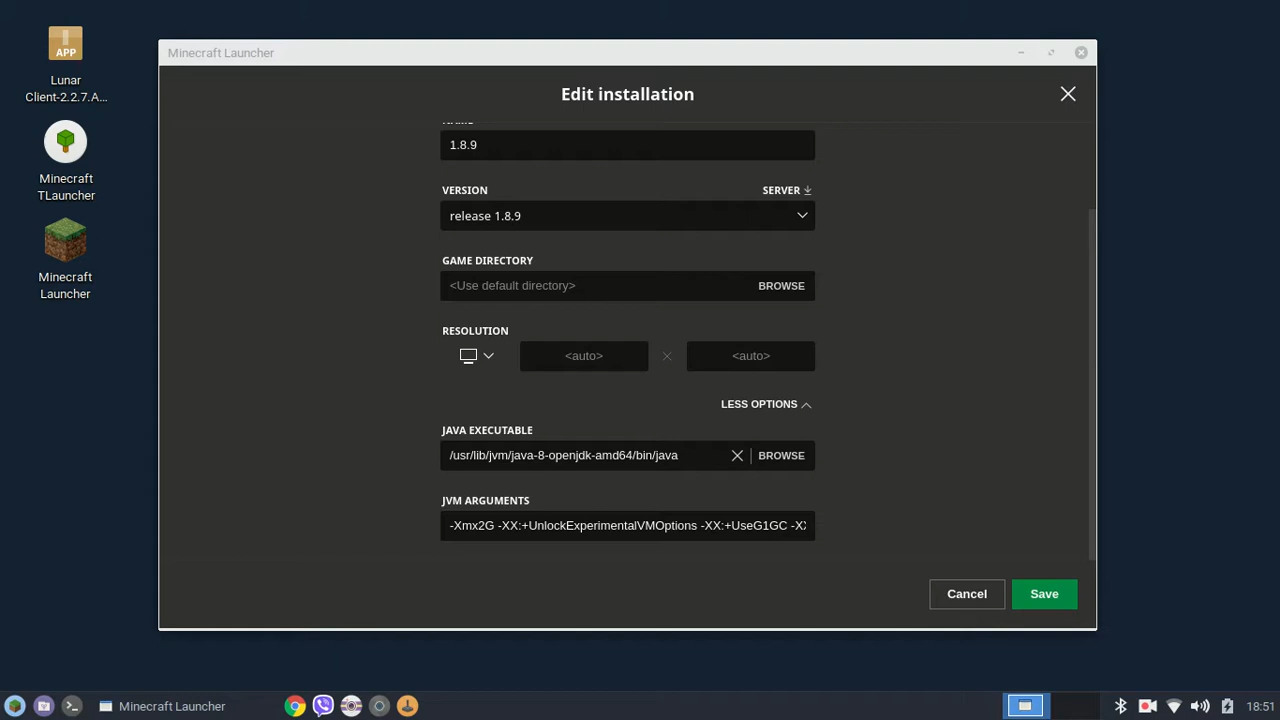 APP
Lunar
Client-2.2.7.A...
Minecraft
TLauncher
Minecraft
Launcher
Minecraft Launcher
Edit installation
NAME
1.8.9
VERSION
SERVER
release 1.8.9
GAME DIRECTORY
<Use default directory>
BROWSE
RESOLUTION
<auto>
<auto>
LESS OPTIONS
JAVA EXECUTABLE
/usr/lib/jvm/java-8-openjdk-amd64/bin/java
BROWSE
JVM ARGUMENTS
-Xmx2G -XX:+UnlockExperimentalVMOptions -XX:+UseG1GC -XX
Cancel
Save
Minecraft Launcher
18:51